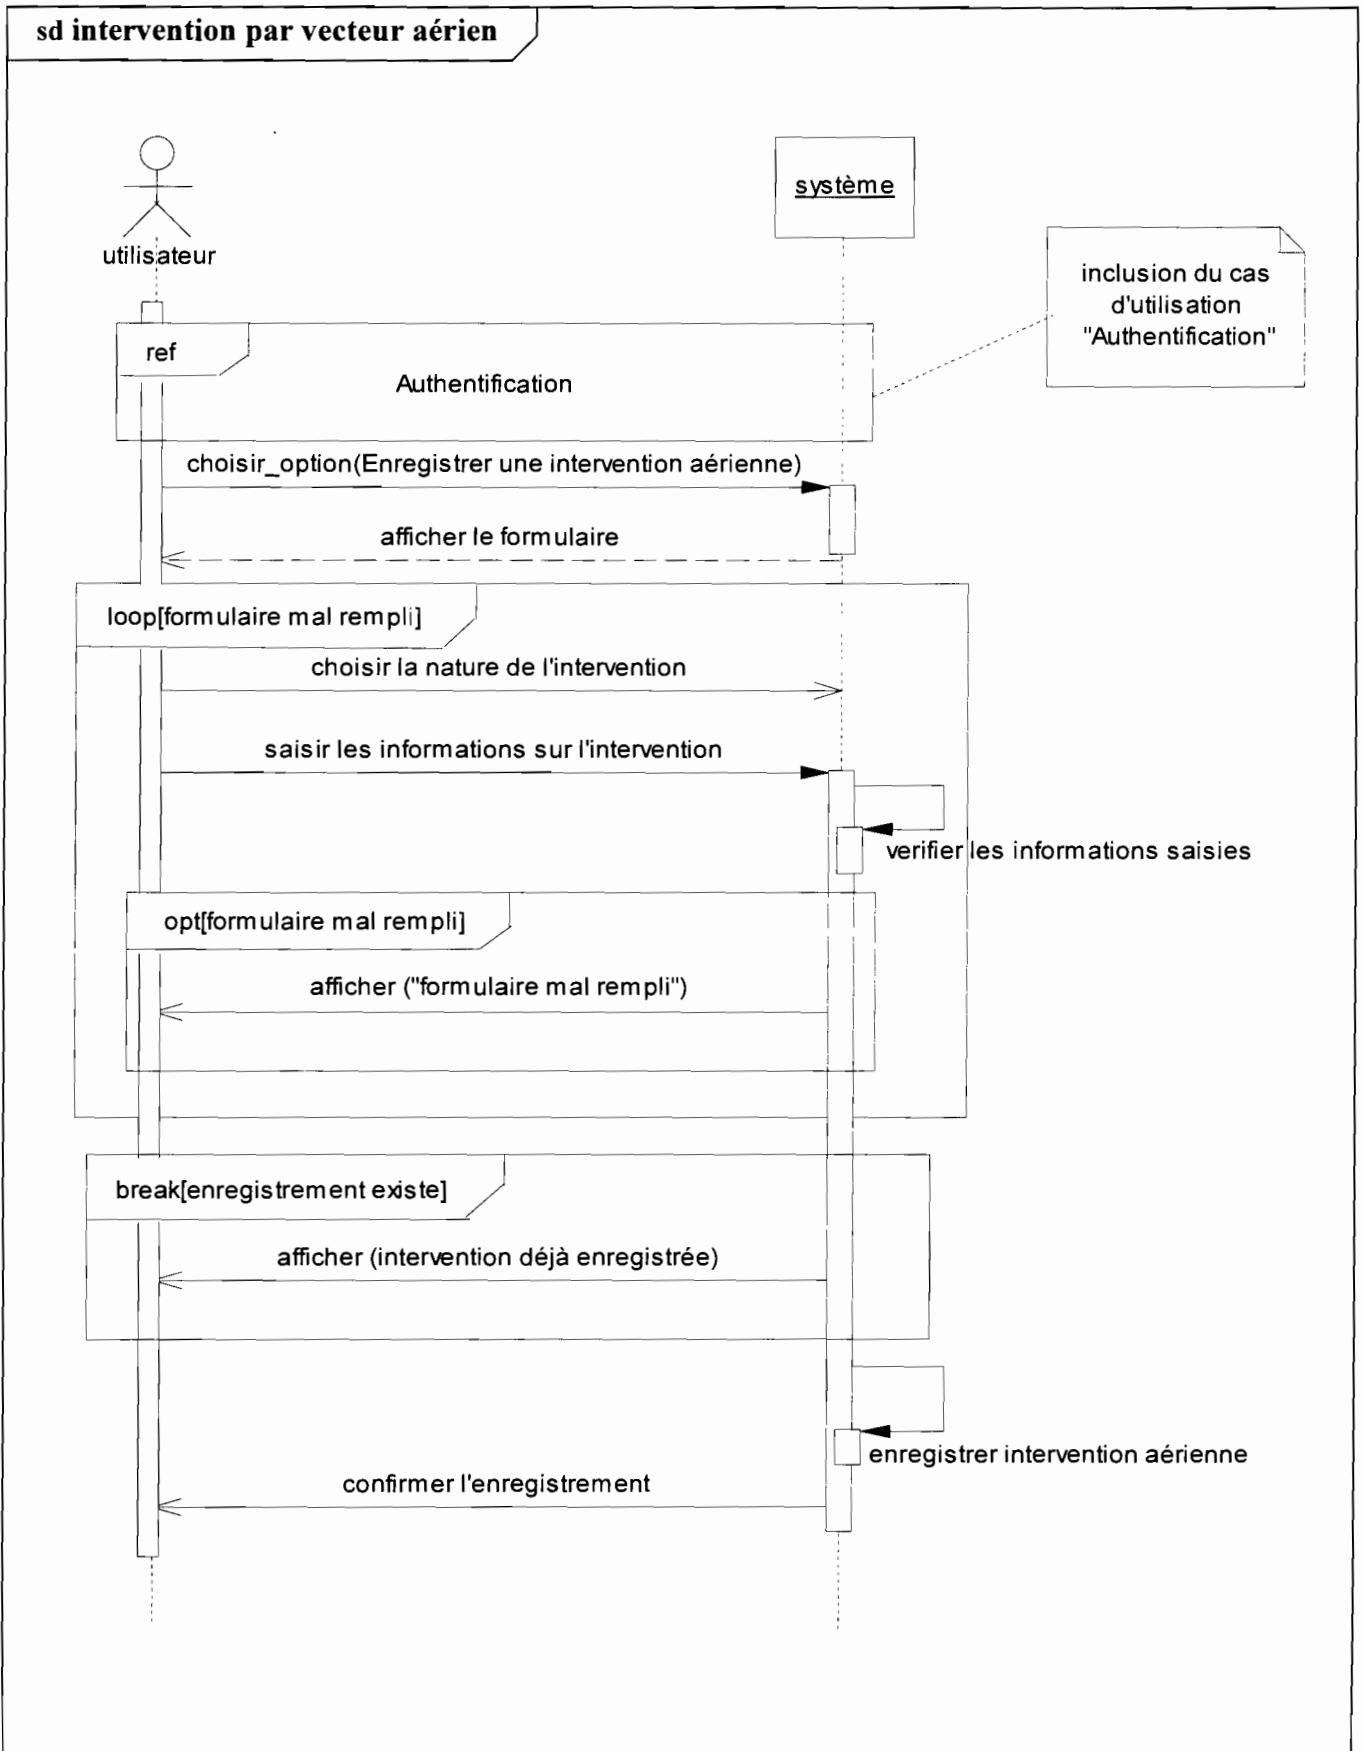 sd intervention par vecteur aérien
système
utilisateur
inclusion du cas
d'utilisation
"Authentification"
ref
Authentification
choisir_option(Enregistrer une intervention aérienne)
afficher le formulaire
loop[formulaire mal rempli]
choisir la nature de l'intervention
saisir les informations sur l'intervention
verifier les informations saisies
opt[formulaire mal rempli]
afficher ("formulaire mal rempli")
break[enregistrement existe]
afficher (intervention déjà enregistrée)
enregistrer intervention aérienne
confirmer l'enregistrement